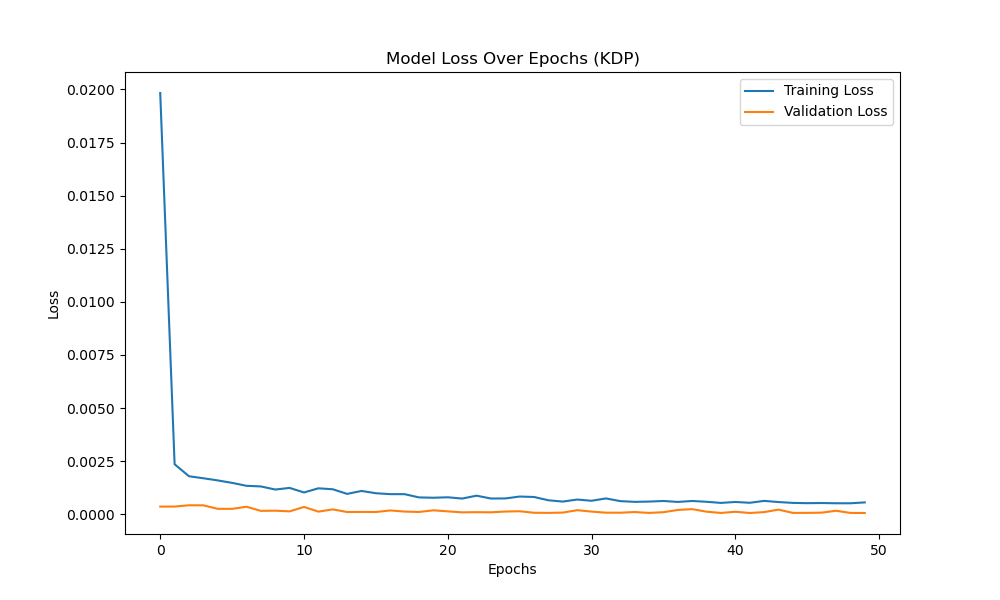 Model Loss Over Epochs (KDP)
Training Loss
Validation Loss
0.0200
0.0175
0.0150
0.0125
0.0100
0.0075
0.0050
0.0025
0.0000
Loss
0 10 20 30 40 50
Epochs